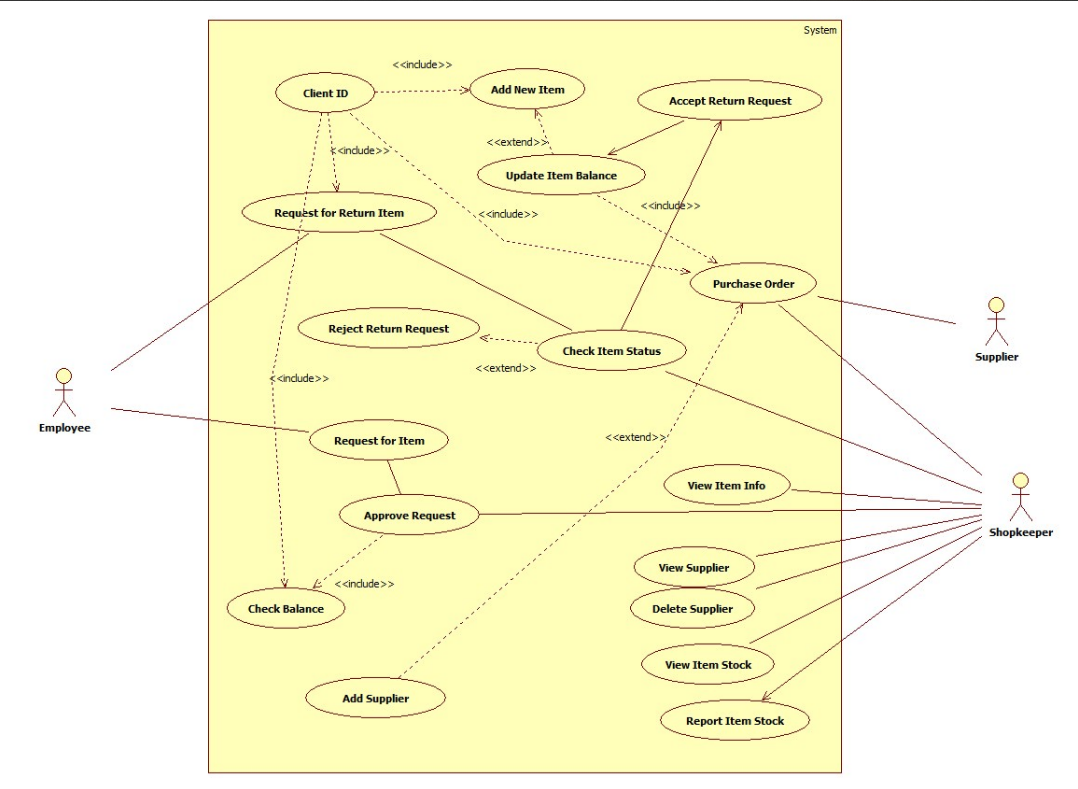 System
<<include>>
Client ID
Add New Item
Accept Return Request
<<extend>>
<<include>>
Update Item Balance
<<include>>
Request for Return Item
<<include>>
Purchase Order
Reject Return Request
Check Item Status
Supplier
<<extend>>
<<include>>
Employee
Request for Item
<<extend>>
View Item Info
Approve Request
Shopkeeper
View Supplier
<<include>>
Check Balance
Delete Supplier
View Item Stock
Add Supplier
Report Item Stock